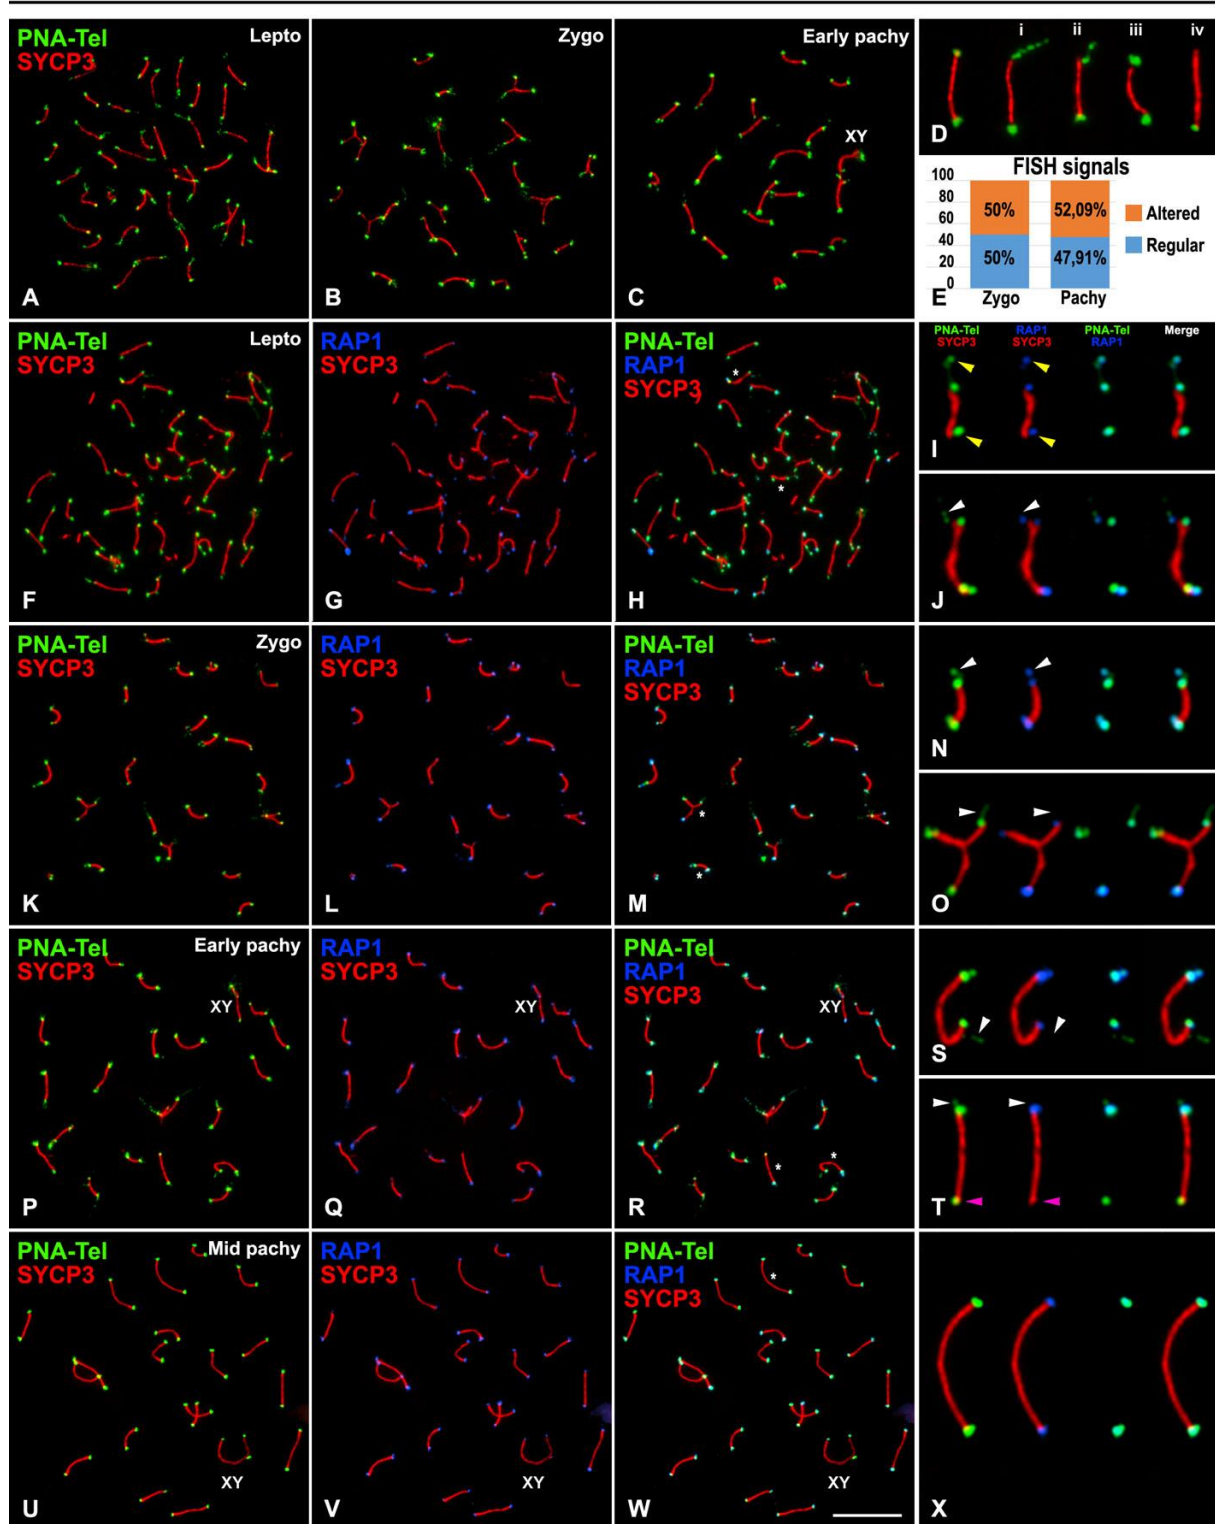 PNA-Tel
SYCP3
Lepto
A
Zygo
B
Early pachy
XY
C
i ii iii iv
D
FISH signals
100
80
60
40
20
0
50%
50%
52,09%
47,91%
Altered
Regular
Zygo
Pachy
E
PNA-Tel
SYCP3
Lepto
F
RAP1
SYCP3
G
PNA-Tel
RAP1
SYCP3
*
*
H
PNA-Tel
SYCP3
RAP1
SYCP3
PNA-Tel
RAP1
Merge
I
J
PNA-Tel
SYCP3
Zygo
K
RAP1
SYCP3
L
PNA-Tel
RAP1
SYCP3
*
*
M
N
O
PNA-Tel
SYCP3
Early pachy
XY
P
RAP1
SYCP3
XY
Q
PNA-Tel
RAP1
SYCP3
XY
*
*
R
S
T
PNA-Tel
SYCP3
Mid pachy
XY
U
RAP1
SYCP3
XY
V
PNA-Tel
RAP1
SYCP3
*
XY
W
X